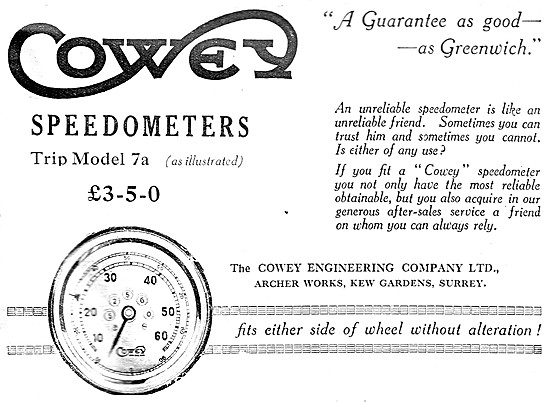 COWEY
"A Guarantee as good—
—as Greenwich."
SPEEDOMETERS
Trip Model 7a (as illustrated)
£3-5-0
An unreliable speedometer is like an
unreliable friend. Sometimes you can
trust him and sometimes you cannot.
Is either of any use?
If you fit a "Cowey" speedometer
you not only have the most reliable
obtainable, but you also acquire in our
generous after-sales service a friend
on whom you can always rely.
The COWEY ENGINEERING COMPANY LTD.,
ARCHER WORKS, KEW GARDENS, SURREY.
30 40
20 50
10 60
COWEY
fits either side of wheel without alteration !